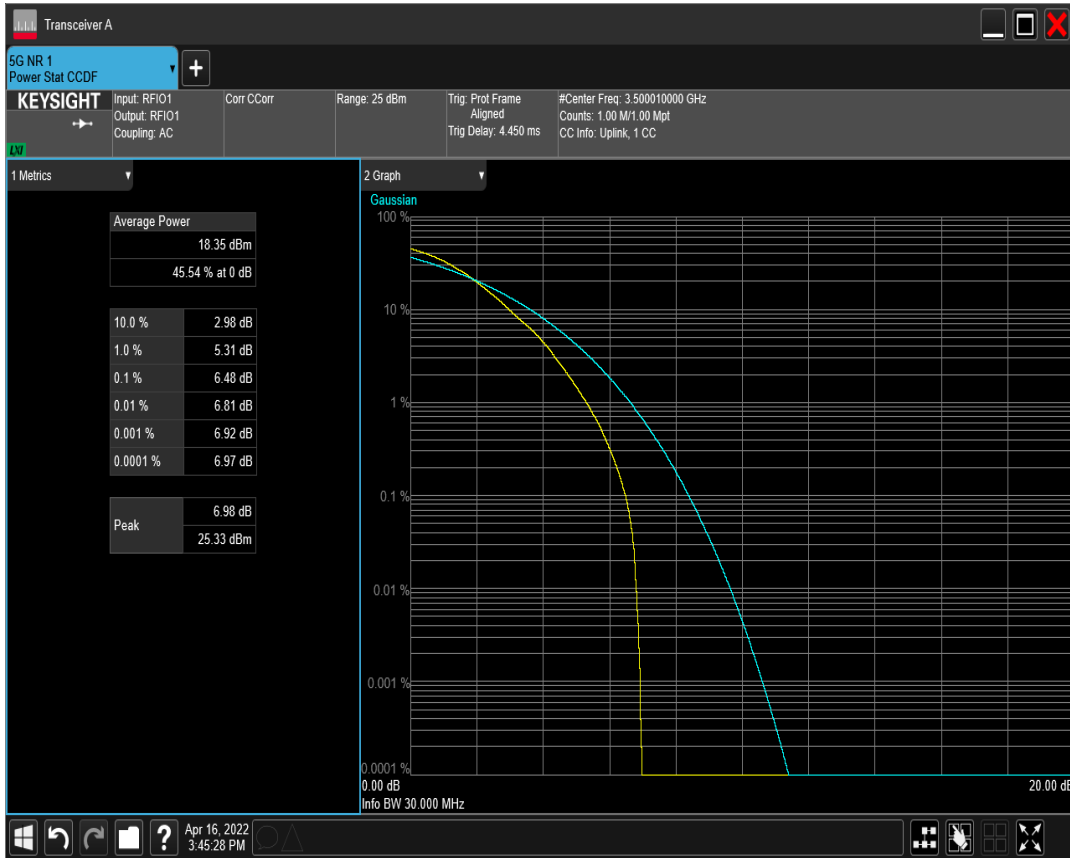 Transceiver A
5G NR 1
Power Stat CCDF
KEYSIGHT
LXI
Input: RFIO1
Output: RFIO1
Coupling: AC
Corr CCorr
Range: 25 dBm
Trig: Prot Frame
Aligned
Trig Delay: 4.450 ms
#Center Freq: 3.500010000 GHz
Counts: 1.00 M/1.00 Mpt
CC Info: Uplink, 1 CC
1 Metrics
Average Power
18.35 dBm
45.54 % at 0 dB
10.0 % 2.98 dB
1.0 % 5.31 dB
0.1 % 6.48 dB
0.01 % 6.81 dB
0.001 % 6.92 dB
0.0001 % 6.97 dB
Peak
6.98 dB
25.33 dBm
2 Graph
Gaussian
100 %
10 %
1 %
0.1 %
0.01 %
0.001 %
0.0001 %
0.00 dB 20.00 dB
Info BW 30.000 MHz
? Apr 16, 2022
3:45:28 PM